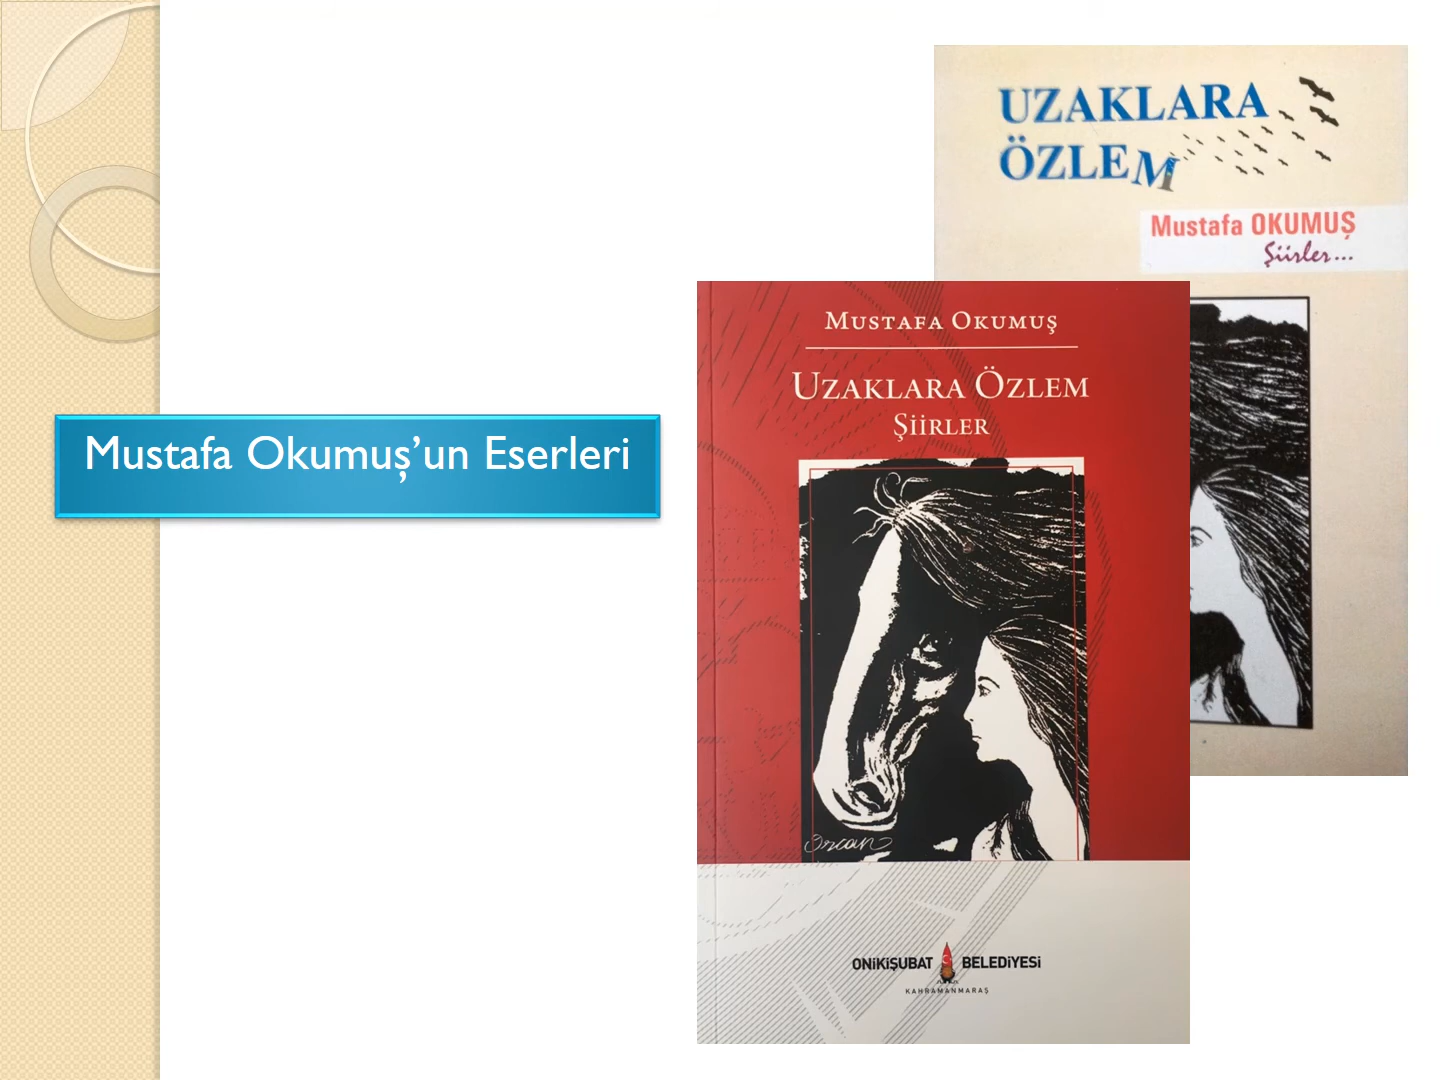 Mustafa Okumuş’un Eserleri
UZAKLARA
ÖZLEM
Mustafa OKUMUŞ
Şiirler...
MUSTAFA OKUMUŞ
UZAKLARA ÖZLEM
ŞİİRLER
Orcan
ONİKİŞUBAT BELEDİYESİ
KAHRAMANMARAŞ